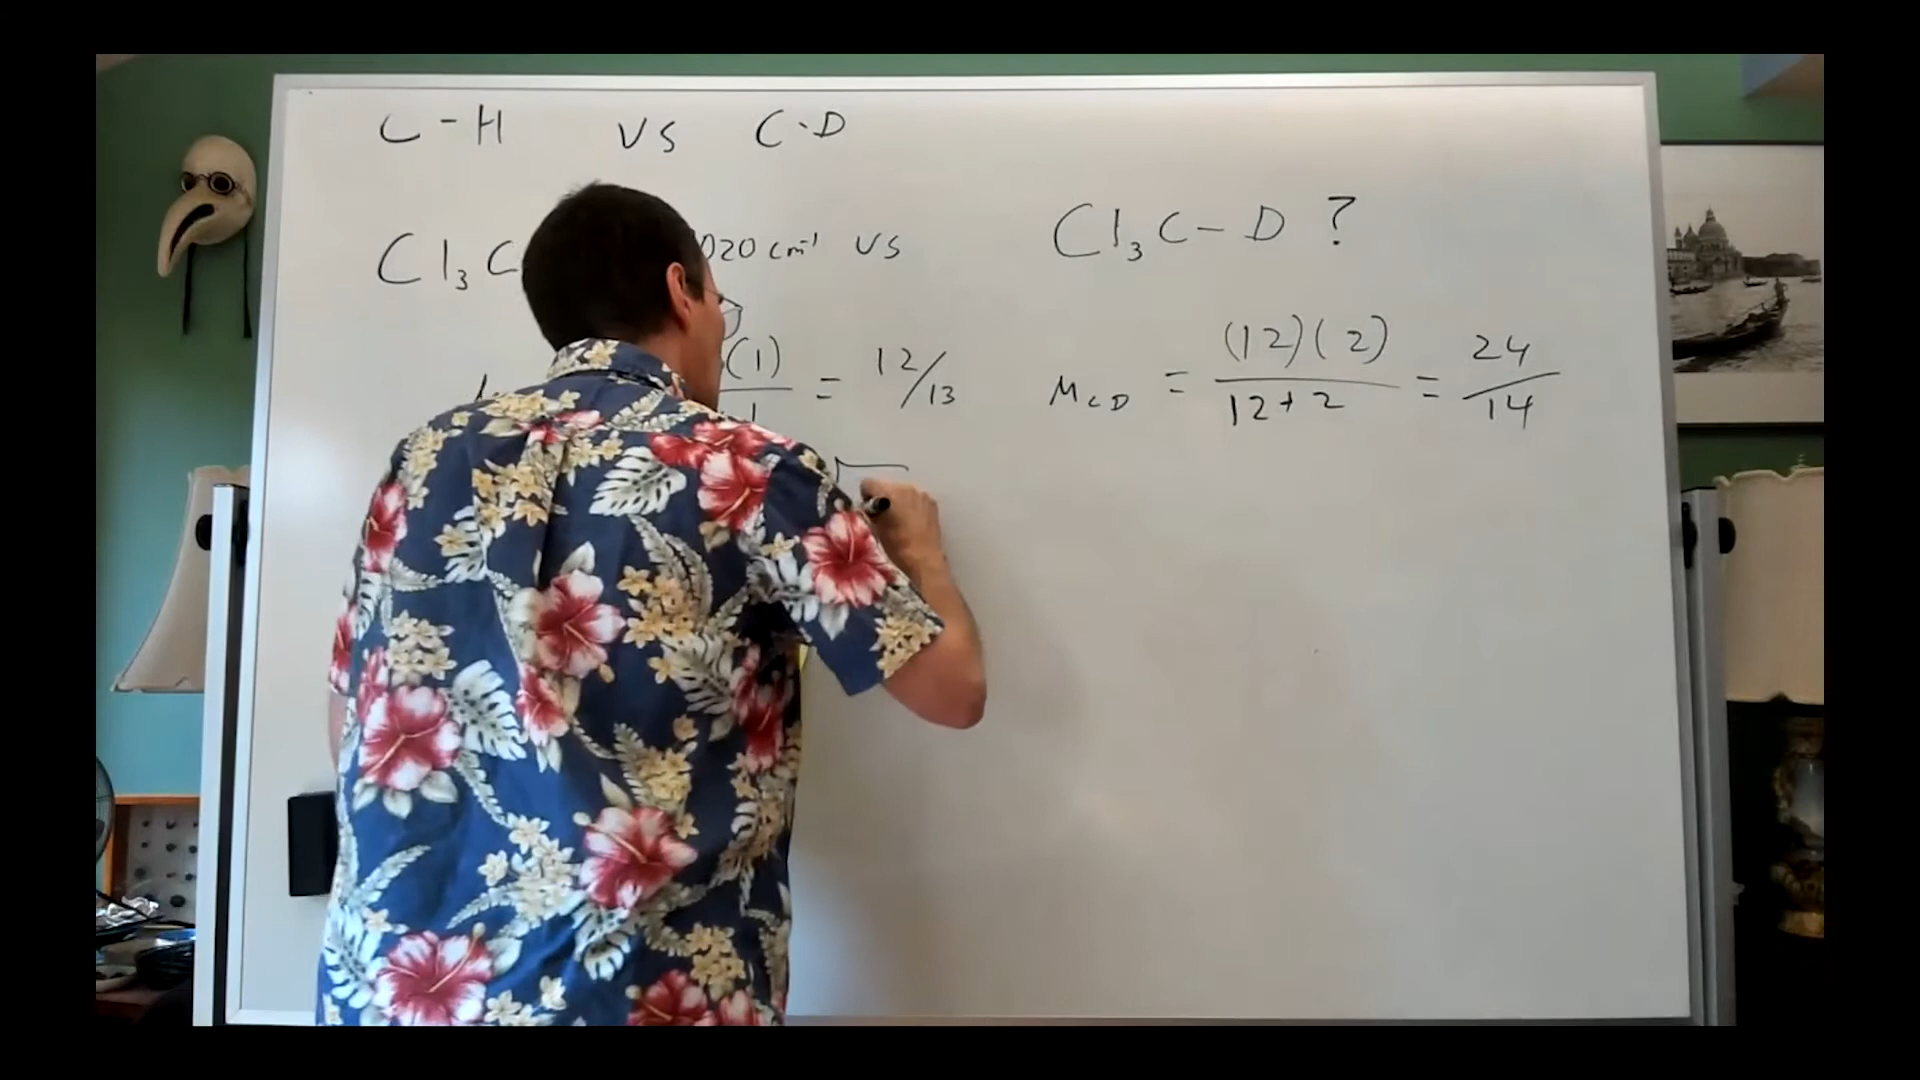 C-H vs C-D
Cl₃C 020 cm⁻¹ vs Cl₃C-D ?
(1) = 12/13 μCD = (12)(2) / 12+2 = 24/14